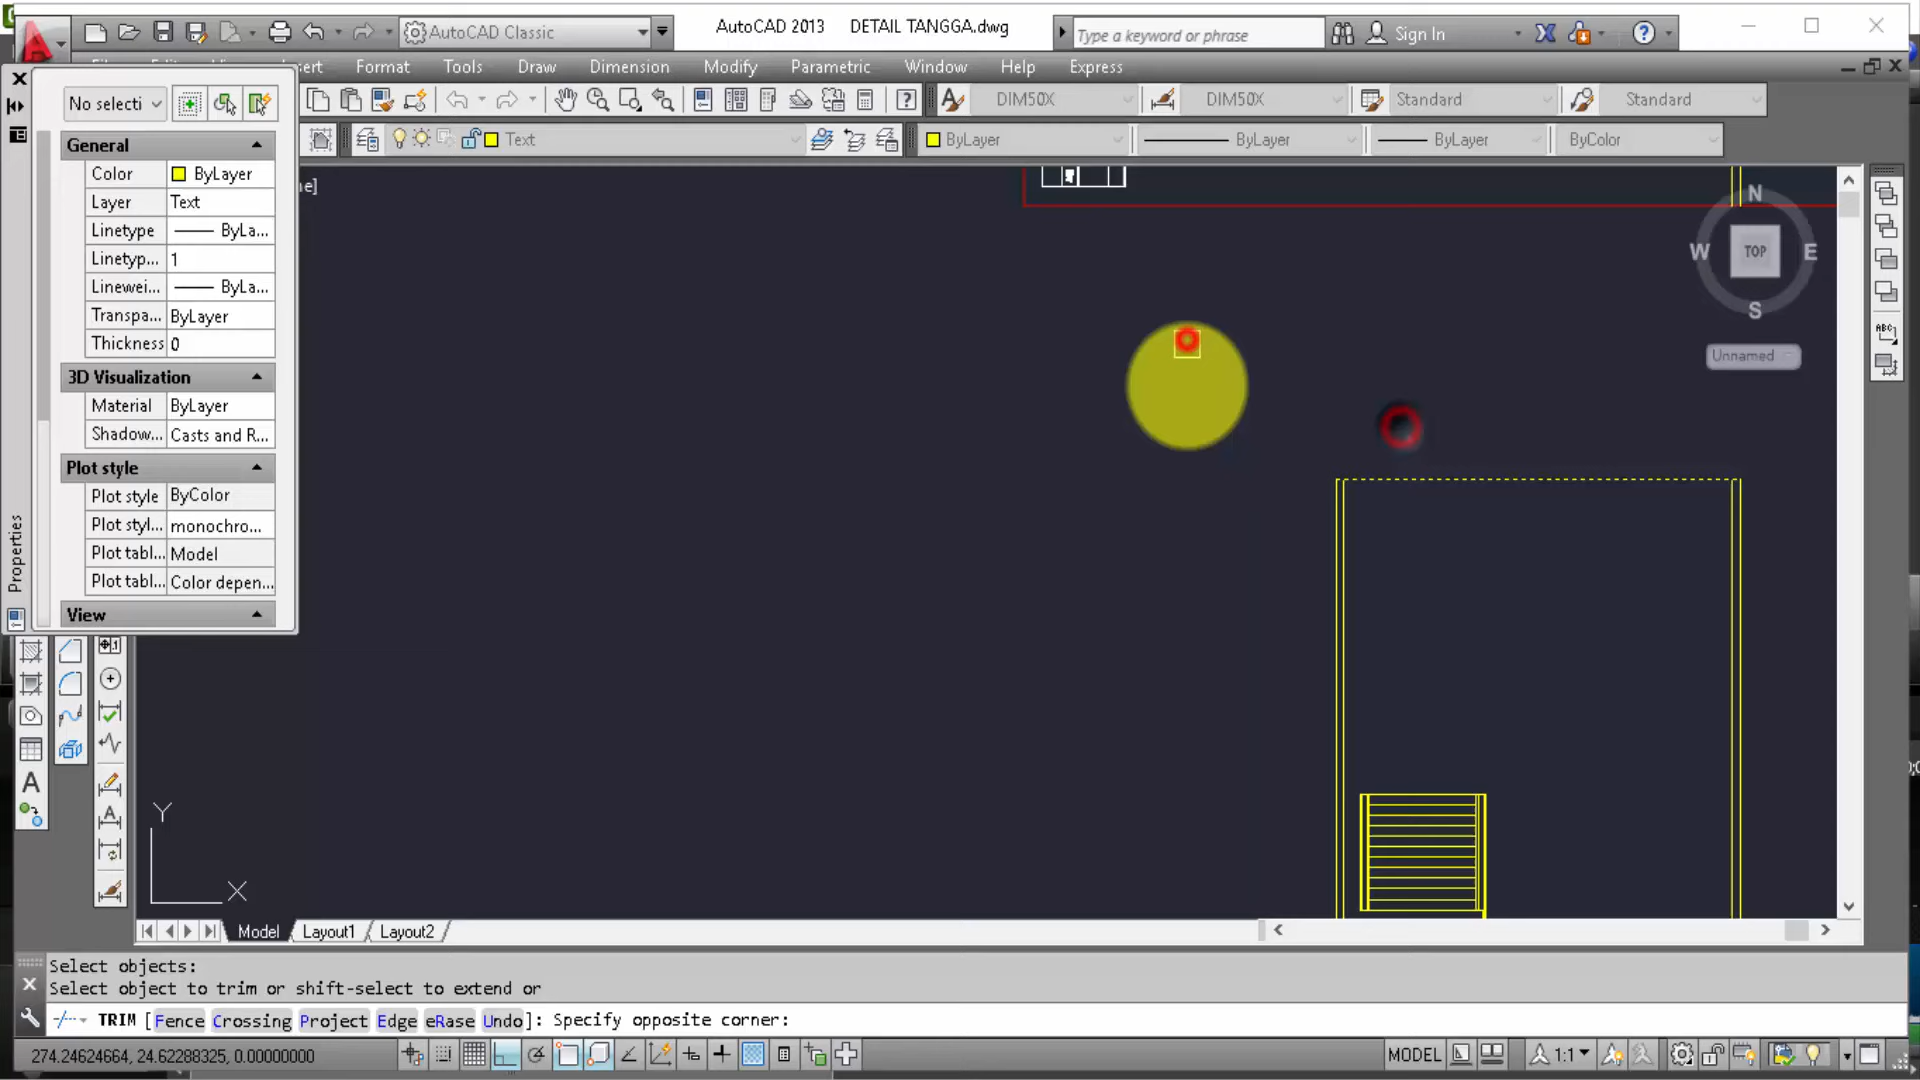 AutoCAD Classic
AutoCAD 2013 DETAIL TANGGA.dwg
Type a keyword or phrase
Sign In
Format Tools Draw Dimension Modify Parametric Window Help Express
No selecti
DIM50X DIM50X Standard Standard
Text ByLayer ByLayer ByLayer ByColor
General
Color ByLayer
Layer Text
Linetype ByLa...
Linetyp... 1
Linewei... ByLa...
Transpa... ByLayer
Thickness 0
3D Visualization
Material ByLayer
Shadow... Casts and R...
Plot style
Plot style ByColor
Plot styl... monochro...
Plot tabl... Model
Plot tabl... Color depen...
View
Properties
N
W TOP E
S
Unnamed
Y
X
Model Layout1 Layout2
Select objects:
Select object to trim or shift-select to extend or
TRIM [Fence Crossing Project Edge eRase Undo]: Specify opposite corner:
274.24624664, 24.62288325, 0.00000000
MODEL 1:1